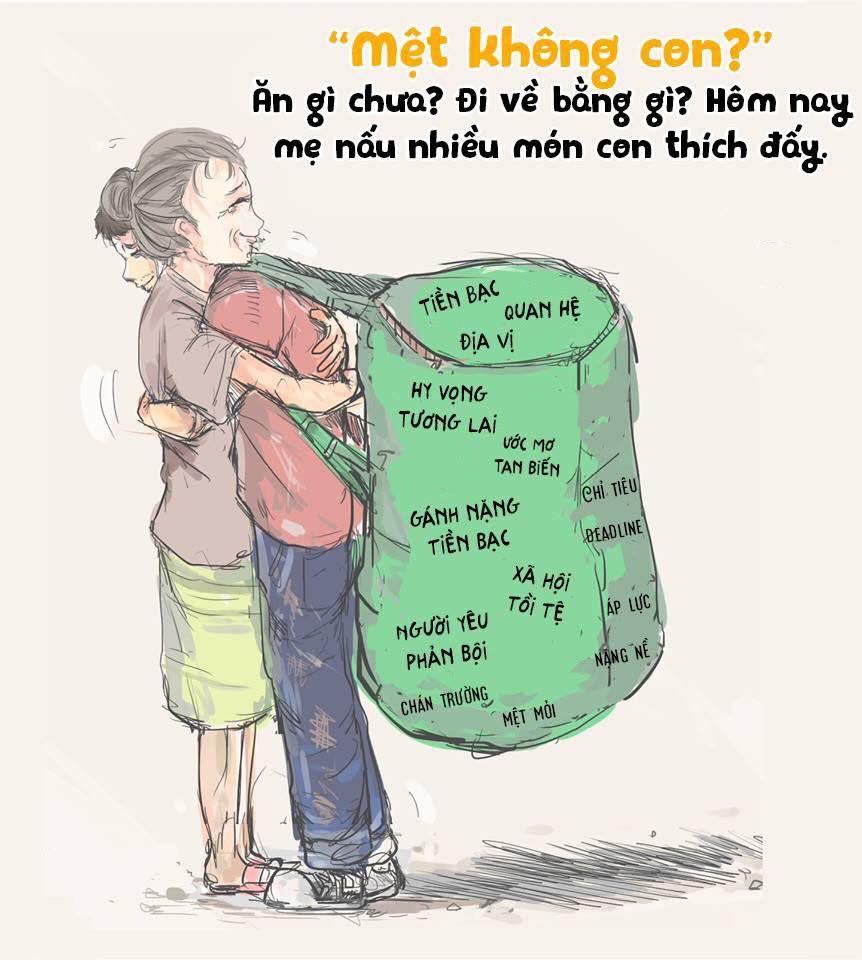 “Mệt không con?”
Ăn gì chưa? Đi về bằng gì? Hôm nay
mẹ nấu nhiều món con thích đấy.
TIỀN BẠC
QUAN HỆ
ĐỊA VỊ
HY VỌNG
TƯƠNG LAI
ƯỚC MƠ
TAN BIẾN
CHỈ TIÊU
GÁNH NẶNG
TIỀN BẠC
DEADLINE
XÃ HỘI
TỒI TỆ
ÁP LỰC
NGƯỜI YÊU
PHẢN BỘI
NẶNG NỀ
CHÁN TRƯỜNG
MỆT MỎI